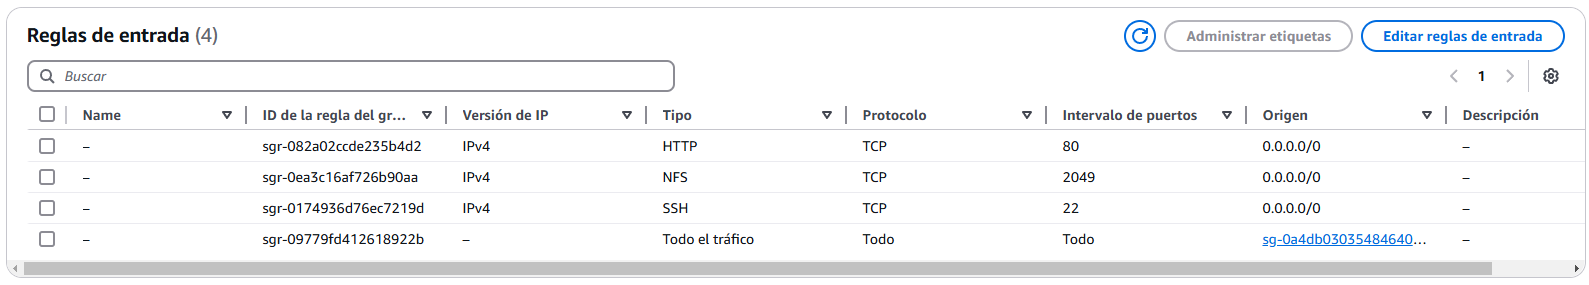 Reglas de entrada (4)
Administrar etiquetas
Editar reglas de entrada
Buscar
1
Name ID de la regla del gr... Versión de IP Tipo Protocolo Intervalo de puertos Origen Descripción
– sgr-082a02ccde235b4d2 IPv4 HTTP TCP 80 0.0.0.0/0 –
– sgr-0ea3c16af726b90aa IPv4 NFS TCP 2049 0.0.0.0/0 –
– sgr-0174936d76ec7219d IPv4 SSH TCP 22 0.0.0.0/0 –
– sgr-09779fd412618922b – Todo el tráfico Todo Todo sg-0a4db03035484640... –